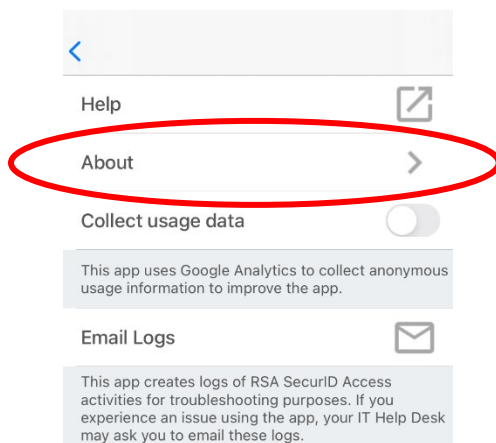 Help
About
Collect usage data
This app uses Google Analytics to collect anonymous
usage information to improve the app.
Email Logs
This app creates logs of RSA SecurID Access
activities for troubleshooting purposes. If you
experience an issue using the app, your IT Help Desk
may ask you to email these logs.